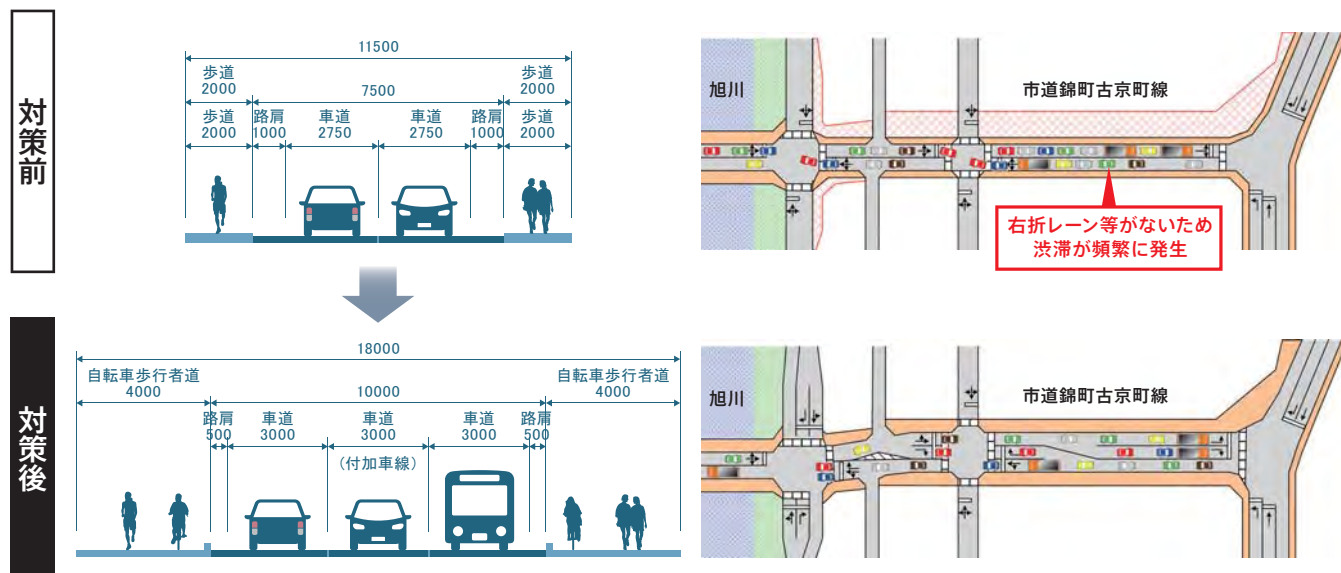 対策前
11500
歩道
2000
7500
歩道
2000
歩道
2000
路肩
1000
車道
2750
車道
2750
路肩
1000
歩道
2000
旭川
市道錦町古京町線
右折レーン等がないため
渋滞が頻繁に発生
対策後
18000
自転車歩行者道
4000
10000
自転車歩行者道
4000
路肩
500
車道
3000
車道
3000
(付加車線)
車道
3000
路肩
500
旭川
市道錦町古京町線